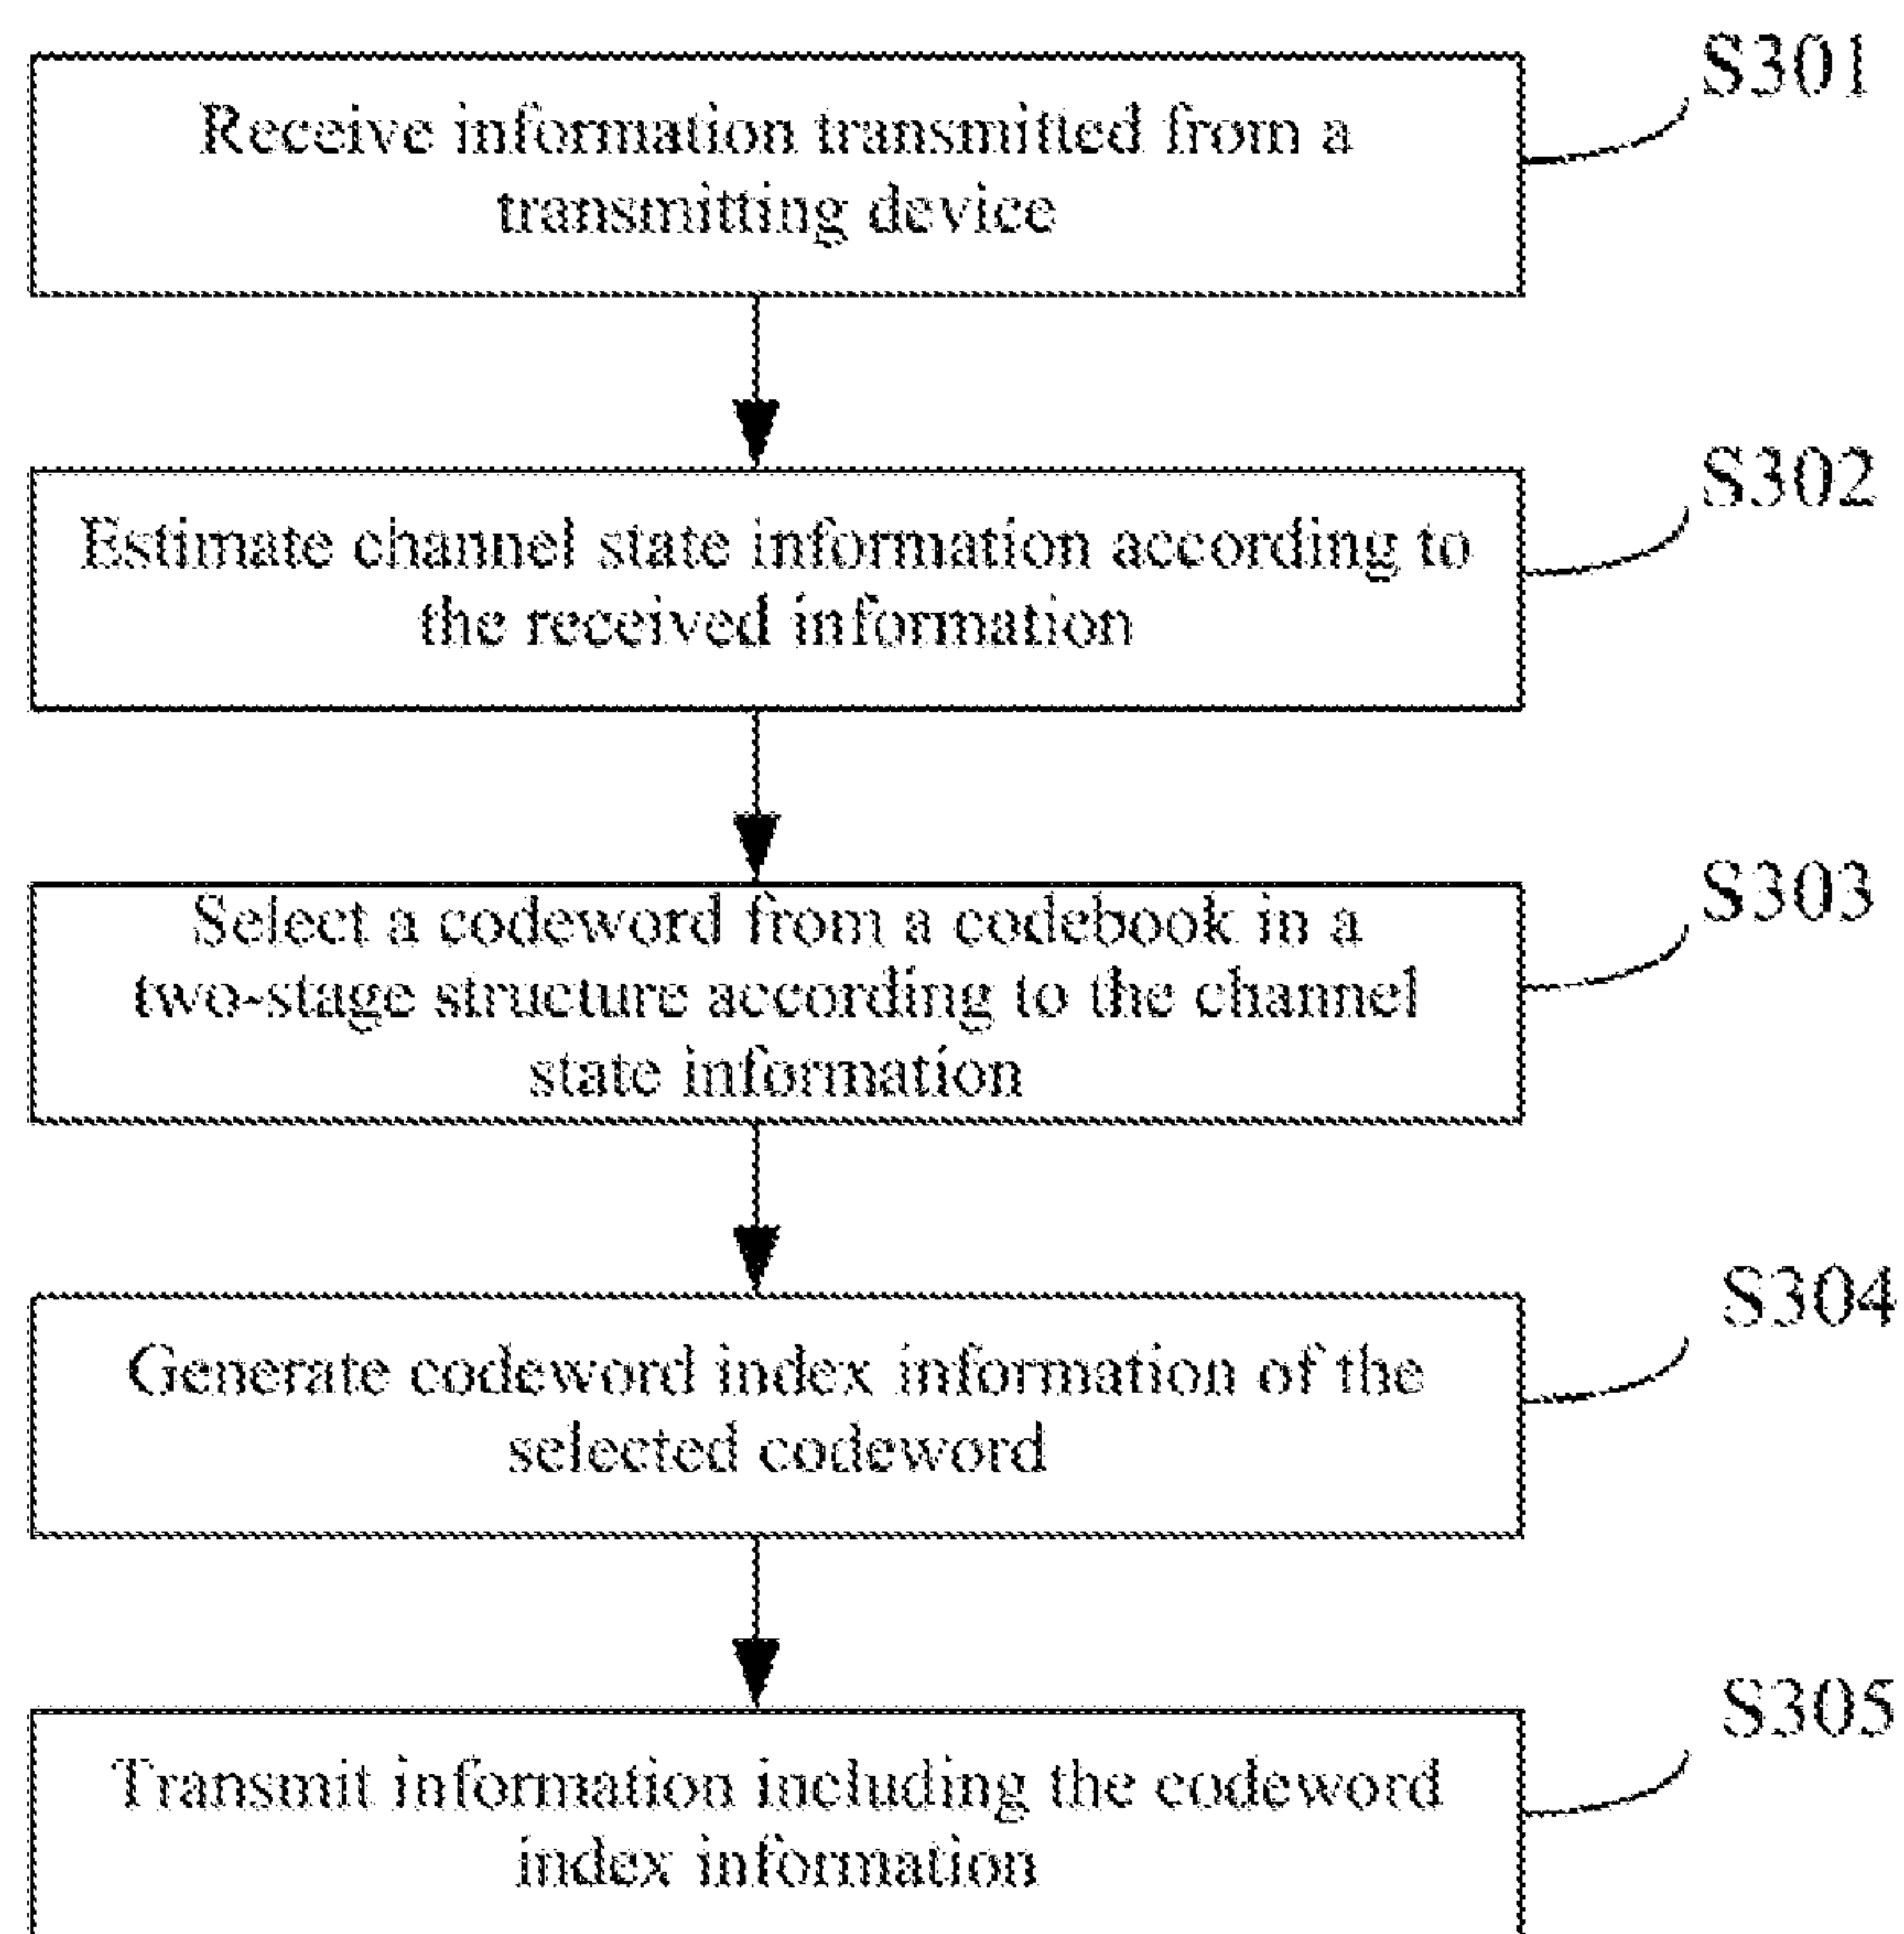 S301
Receive information transmitted from a
transmitting device
S302
Estimate channel state information according to
the received information
S303
Select a codeword from a codebook in a
two-stage structure according to the channel
state information
S304
Generate codeword index information of the
selected codeword
S305
Transmit information including the codeword
index information